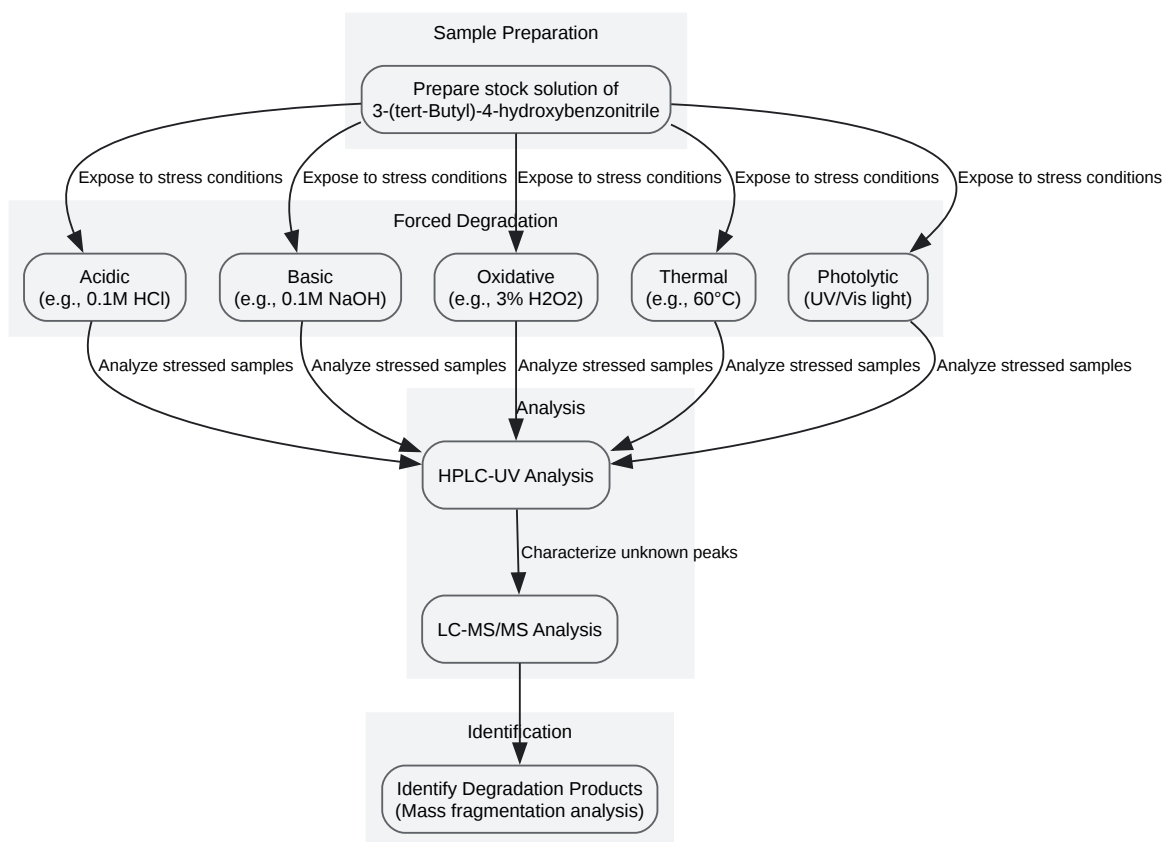 Sample Preparation
Prepare stock solution of
3-(tert-Butyl)-4-hydroxybenzonitrile
Expose to stress conditions
Expose to stress conditions
Expose to stress conditions
Expose to stress conditions
Expose to stress conditions
Forced Degradation
Acidic
(e.g., 0.1M HCl)
Basic
(e.g., 0.1M NaOH)
Oxidative
(e.g., 3% H2O2)
Thermal
(e.g., 60°C)
Photolytic
(UV/Vis light)
Analyze stressed samples
Analyze stressed samples
Analyze stressed samples
Analyze stressed samples
Analyze stressed samples
Analysis
HPLC-UV Analysis
Characterize unknown peaks
LC-MS/MS Analysis
Identification
Identify Degradation Products
(Mass fragmentation analysis)